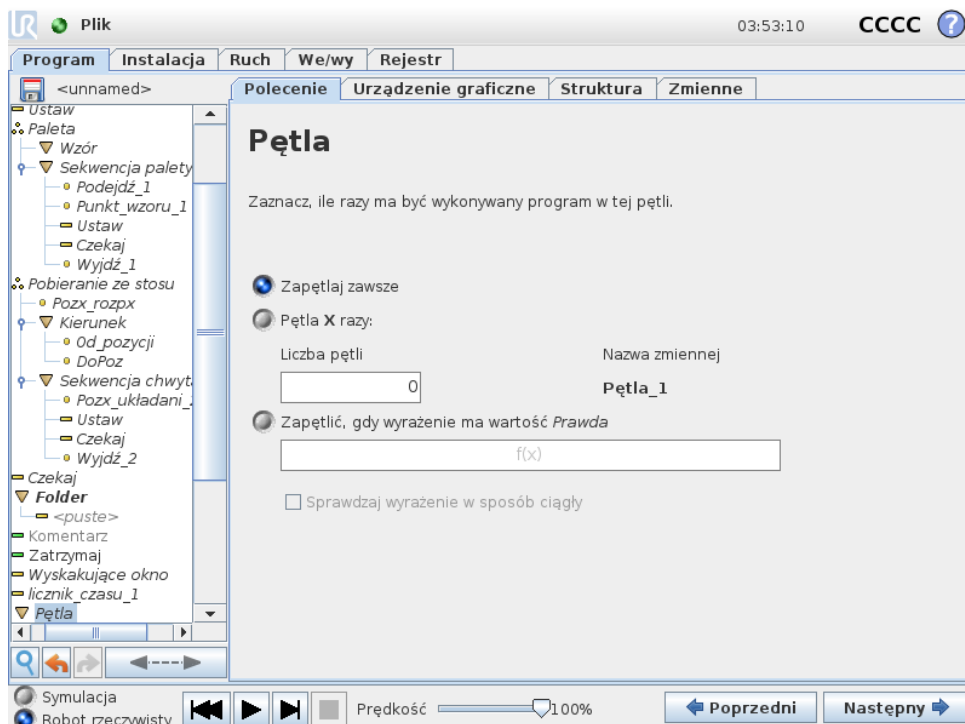 UR Plik 03:53:10 CCCC ?
Program Instalacja Ruch We/wy Rejestr
<unnamed>
Polecenie Urządzenie graficzne Struktura Zmienne
Ustaw
Paleta
Wzór
Sekwencja palety
Podejdź_1
Punkt_wzoru_1
Ustaw
Czekaj
Wyjdź_1
Pobieranie ze stosu
Pozx_rozpx
Kierunek
Od_pozycji
DoPoz
Sekwencja chwyt
Pozx_układani_
Ustaw
Czekaj
Wyjdź_2
Czekaj
Folder
<puste>
Komentarz
Zatrzymaj
Wyskakujące okno
licznik_czasu_1
Pętla
Pętla
Zaznacz, ile razy ma być wykonywany program w tej pętli.
Zapętlaj zawsze
Pętla X razy:
Liczba pętli Nazwa zmiennej
0 Pętla_1
Zapętlić, gdy wyrażenie ma wartość Prawda
f(x)
Sprawdzaj wyrażenie w sposób ciągły
Symulacja
Robot rzeczywisty
Prędkość 100%
Poprzedni Następny